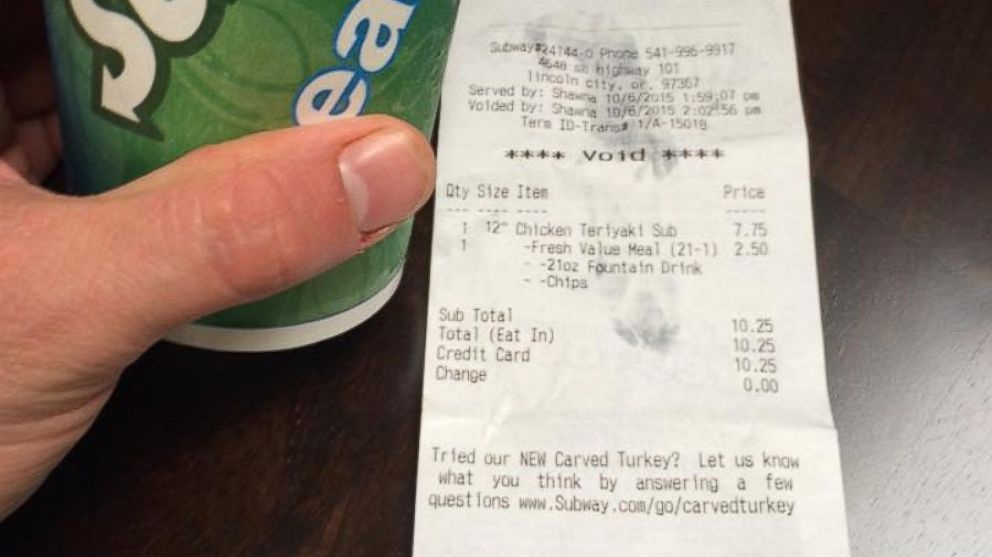 ea
Subway#24144-0 Phone 541-996-9917
4648 se highway 101
lincoln city, or, 97367
Served by: Shawna 10/6/2015 1:59:07 pm
Voided by: Shawna 10/6/2015 2:02:56 pm
Term ID-Trans# 1/A-15018
**** Void ****
Qty Size Item Price
--- ---- ---- -----
1 12" Chicken Teriyaki Sub 7.75
1 -Fresh Value Meal (21-1) 2.50
- -21oz Fountain Drink
- -Chips
Sub Total 10.25
Total (Eat In) 10.25
Credit Card 10.25
Change 0.00
Tried our NEW Carved Turkey? Let us know
what you think by answering a few
questions www.Subway.com/go/carvedturkey